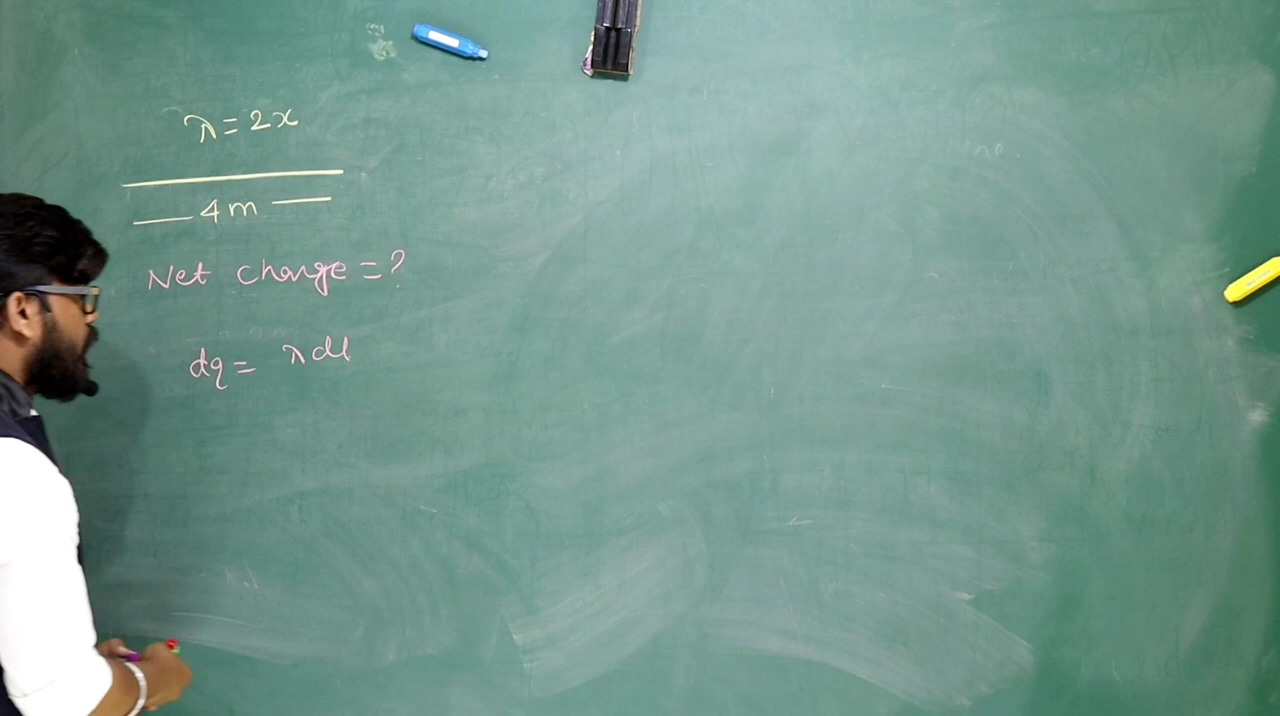 λ = 2x
4m
Net charge = ?
dq = λdl